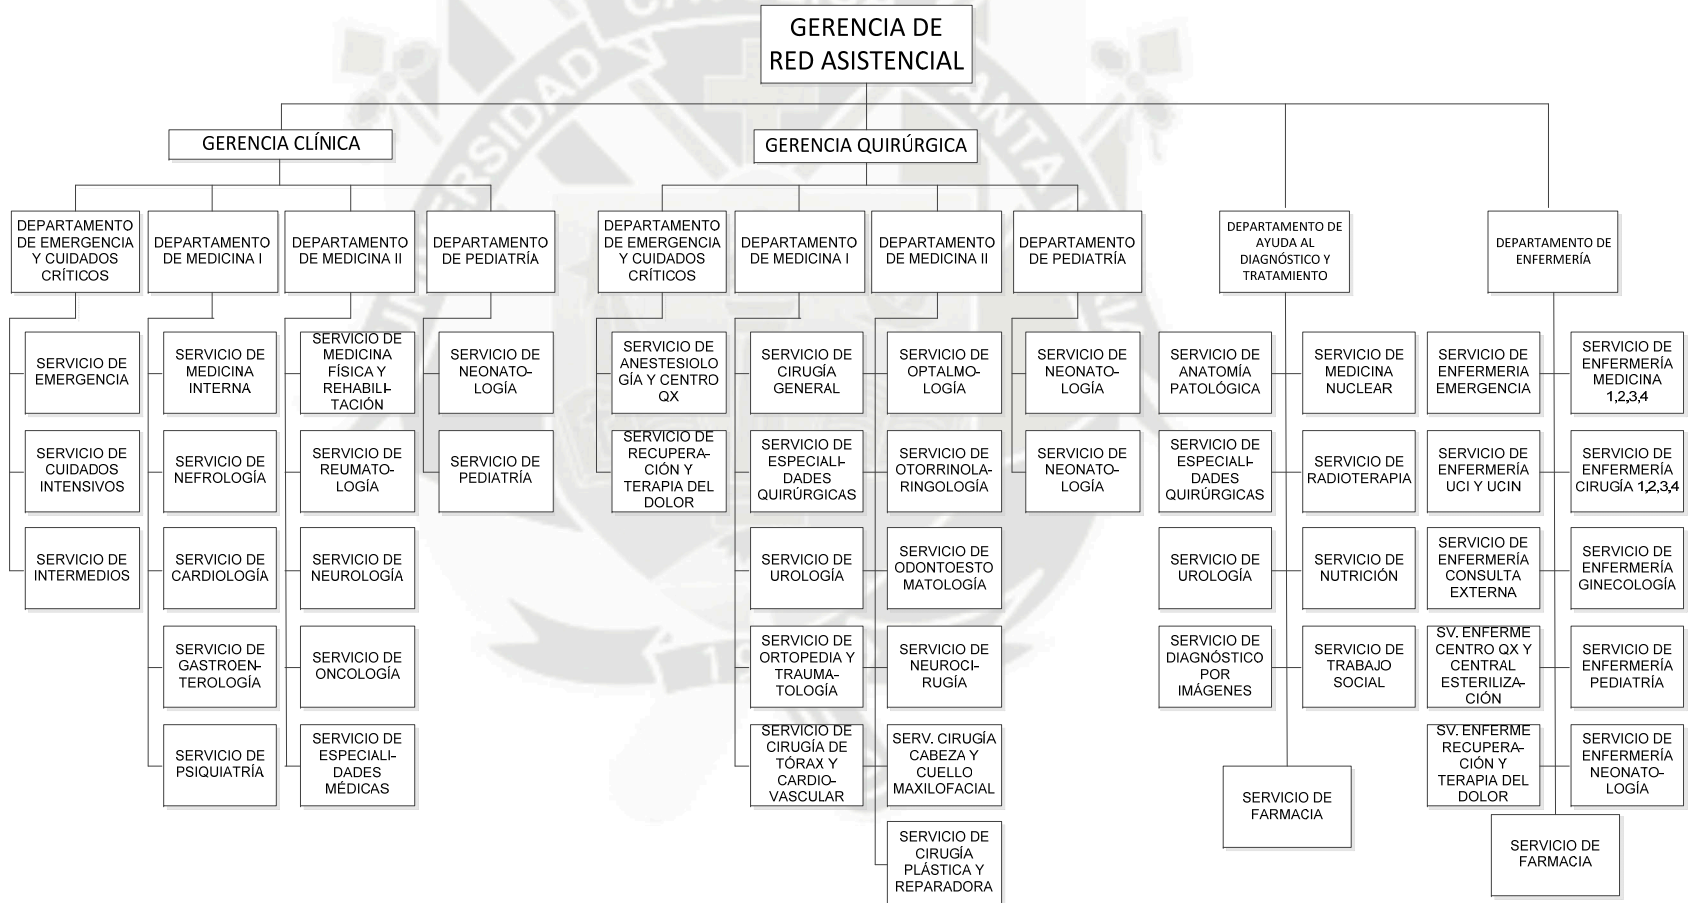 GERENCIA DE
RED ASISTENCIAL
GERENCIA CLÍNICA
GERENCIA QUIRÚRGICA
DEPARTAMENTO
DE EMERGENCIA
Y CUIDADOS
CRÍTICOS
DEPARTAMENTO
DE MEDICINA I
DEPARTAMENTO
DE MEDICINA II
DEPARTAMENTO
DE PEDIATRÍA
DEPARTAMENTO
DE EMERGENCIA
Y CUIDADOS
CRÍTICOS
DEPARTAMENTO
DE MEDICINA I
DEPARTAMENTO
DE MEDICINA II
DEPARTAMENTO
DE PEDIATRÍA
DEPARTAMENTO DE
AYUDA AL
DIAGNÓSTICO Y
TRATAMIENTO
DEPARTAMENTO DE
ENFERMERÍA
SERVICIO DE
EMERGENCIA
SERVICIO DE
MEDICINA
INTERNA
SERVICIO DE
MEDICINA
FÍSICA Y
REHABILI-
TACIÓN
SERVICIO DE
NEONATO-
LOGÍA
SERVICIO DE
ANESTESIOLO
GÍA Y CENTRO
QX
SERVICIO DE
CIRUGÍA
GENERAL
SERVICIO DE
OPTALMO-
LOGÍA
SERVICIO DE
NEONATO-
LOGÍA
SERVICIO DE
ANATOMÍA
PATOLÓGICA
SERVICIO DE
MEDICINA
NUCLEAR
SERVICIO DE
ENFERMERIA
EMERGENCIA
SERVICIO DE
ENFERMERÍA
MEDICINA
1,2,3,4
SERVICIO DE
CUIDADOS
INTENSIVOS
SERVICIO DE
NEFROLOGÍA
SERVICIO DE
REUMATO-
LOGÍA
SERVICIO DE
PEDIATRÍA
SERVICIO DE
RECUPERA-
CIÓN Y
TERAPIA DEL
DOLOR
SERVICIO DE
ESPECIALI-
DADES
QUIRÚRGICAS
SERVICIO DE
OTORRINOLA-
RINGOLOGÍA
SERVICIO DE
NEONATO-
LOGÍA
SERVICIO DE
ESPECIALI-
DADES
QUIRÚRGICAS
SERVICIO DE
RADIOTERAPIA
SERVICIO DE
ENFERMERÍA
UCI Y UCIN
SERVICIO DE
ENFERMERÍA
CIRUGÍA 1,2,3,4
SERVICIO DE
INTERMEDIOS
SERVICIO DE
CARDIOLOGÍA
SERVICIO DE
NEUROLOGÍA
SERVICIO DE
UROLOGÍA
SERVICIO DE
ODONTOESTO
MATOLOGÍA
SERVICIO DE
UROLOGÍA
SERVICIO DE
NUTRICIÓN
SERVICIO DE
ENFERMERÍA
CONSULTA
EXTERNA
SERVICIO DE
ENFERMERÍA
GINECOLOGÍA
SERVICIO DE
GASTROEN-
TEROLOGÍA
SERVICIO DE
ONCOLOGÍA
SERVICIO DE
ORTOPEDIA Y
TRAUMA-
TOLOGÍA
SERVICIO DE
NEUROCI-
RUGÍA
SERVICIO DE
DIAGNÓSTICO
POR
IMÁGENES
SERVICIO DE
TRABAJO
SOCIAL
SV. ENFERME
CENTRO QX Y
CENTRAL
ESTERILIZA-
CIÓN
SERVICIO DE
ENFERMERÍA
PEDIATRÍA
SERVICIO DE
PSIQUIATRÍA
SERVICIO DE
ESPECIALI-
DADES
MÉDICAS
SERVICIO DE
CIRUGÍA DE
TÓRAX Y
CARDIO-
VASCULAR
SERV. CIRUGÍA
CABEZA Y
CUELLO
MAXILOFACIAL
SERVICIO DE
FARMACIA
SV. ENFERME
RECUPERA-
CIÓN Y
TERAPIA DEL
DOLOR
SERVICIO DE
ENFERMERÍA
NEONATO-
LOGÍA
SERVICIO DE
CIRUGÍA
PLÁSTICA Y
REPARADORA
SERVICIO DE
FARMACIA